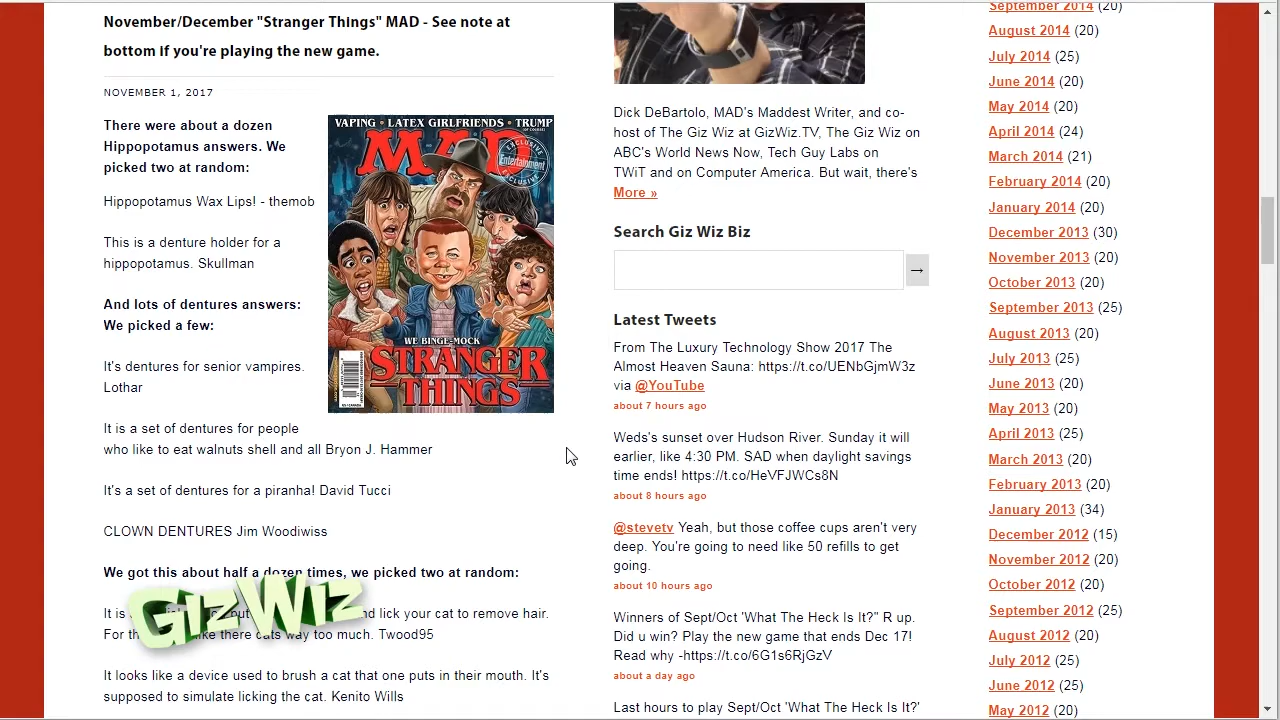 November/December "Stranger Things" MAD - See note at
bottom if you're playing the new game.
NOVEMBER 1, 2017
There were about a dozen
Hippopotamus answers. We
picked two at random:
Hippopotamus Wax Lips! - themob
This is a denture holder for a
hippopotamus. Skullman
And lots of dentures answers:
We picked a few:
It's dentures for senior vampires.
Lothar
It is a set of dentures for people
who like to eat walnuts shell and all Bryon J. Hammer
It's a set of dentures for a piranha! David Tucci
CLOWN DENTURES Jim Woodiwiss
We got this about half a dozen times, we picked two at random:
It is
nd lick your cat to remove hair.
For th
ike there cats way too much. Twood95
It looks like a device used to brush a cat that one puts in their mouth. It's
supposed to simulate licking the cat. Kenito Wills
GizWiz
VAPING • LATEX GIRLFRIENDS • TRUMP
(OF COURSE)
MAD
EXCLUSIVE
Entertainment
EXCLUSIVE
WE BINGE-MOCK
STRANGER
THINGS
Dick DeBartolo, MAD's Maddest Writer, and co-
host of The Giz Wiz at GizWiz.TV, The Giz Wiz on
ABC's World News Now, Tech Guy Labs on
TWiT and on Computer America. But wait, there's
More »
Search Giz Wiz Biz
→
Latest Tweets
From The Luxury Technology Show 2017 The
Almost Heaven Sauna: https://t.co/UENbGjmW3z
via @YouTube
about 7 hours ago
Weds's sunset over Hudson River. Sunday it will
earlier, like 4:30 PM. SAD when daylight savings
time ends! https://t.co/HeVFJWCs8N
about 8 hours ago
@stevetv Yeah, but those coffee cups aren't very
deep. You're going to need like 50 refills to get
going.
about 10 hours ago
Winners of Sept/Oct 'What The Heck Is It?" R up.
Did u win? Play the new game that ends Dec 17!
Read why -https://t.co/6G1s6RjGzV
about a day ago
Last hours to play Sept/Oct 'What The Heck Is It?'
September 2014 (20)
August 2014 (20)
July 2014 (25)
June 2014 (20)
May 2014 (20)
April 2014 (24)
March 2014 (21)
February 2014 (20)
January 2014 (20)
December 2013 (30)
November 2013 (20)
October 2013 (20)
September 2013 (25)
August 2013 (20)
July 2013 (25)
June 2013 (20)
May 2013 (20)
April 2013 (25)
March 2013 (20)
February 2013 (20)
January 2013 (34)
December 2012 (15)
November 2012 (20)
October 2012 (20)
September 2012 (25)
August 2012 (20)
July 2012 (25)
June 2012 (25)
May 2012 (20)